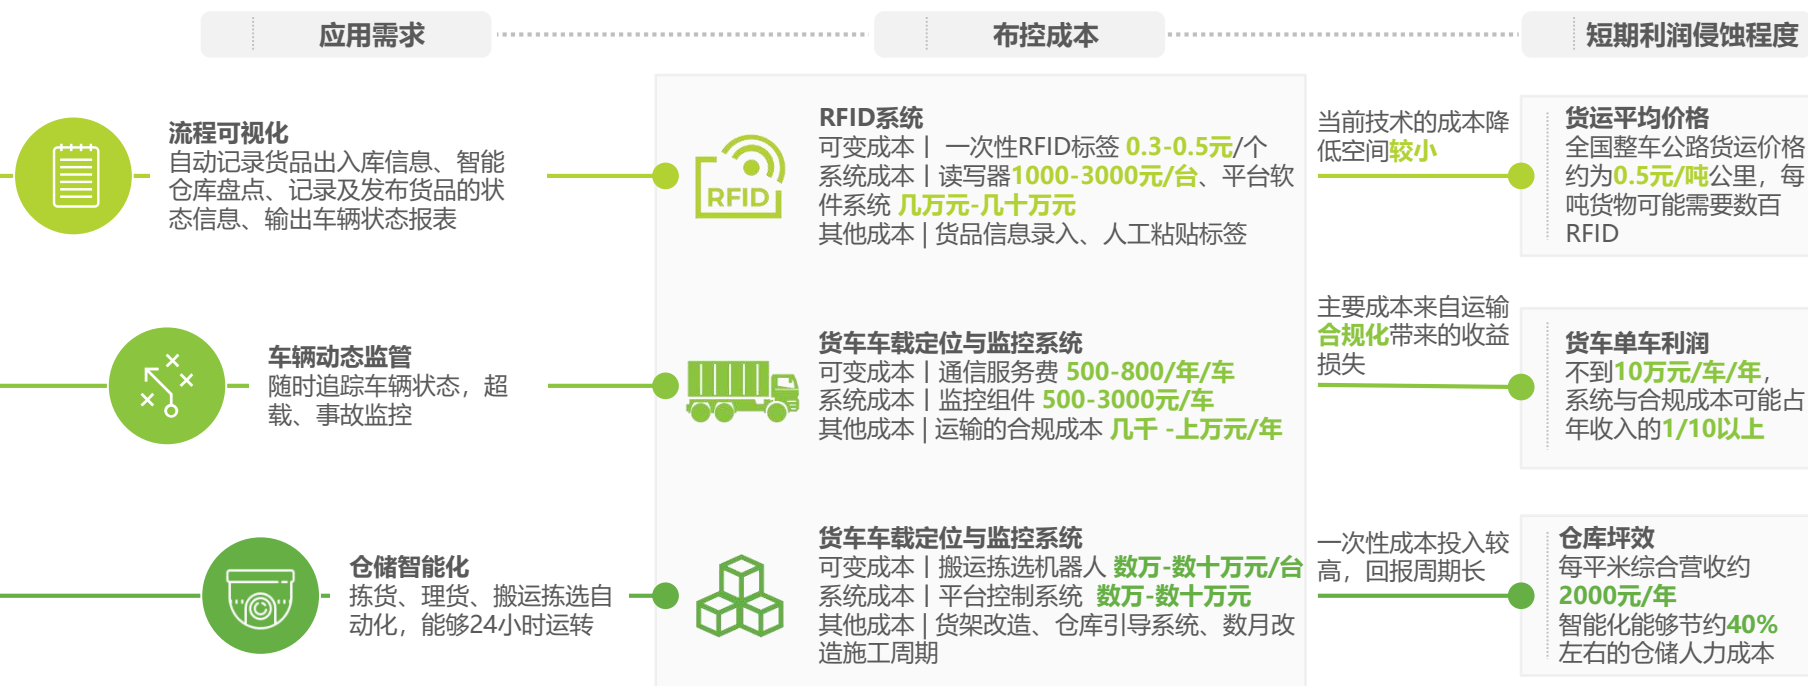 应用需求
布控成本
短期利润侵蚀程度
流程可视化
自动记录货品出入库信息、智能
仓库盘点、记录及发布货品的状
态信息、输出车辆状态报表
RFID
RFID系统
可变成本丨 一次性RFID标签 0.3-0.5元/个
系统成本丨读写器1000-3000元/台、平台软
件系统 几万元-几十万元
其他成本 | 货品信息录入、人工粘贴标签
当前技术的成本降
低空间较小
货运平均价格
全国整车公路货运价格
约为0.5元/吨公里，每
吨货物可能需要数百
RFID
车辆动态监管
随时追踪车辆状态，超
载、事故监控
货车车载定位与监控系统
可变成本丨通信服务费 500-800/年/车
系统成本丨监控组件 500-3000元/车
其他成本 | 运输的合规成本 几千 -上万元/年
主要成本来自运输
合规化带来的收益
损失
货车单车利润
不到10万元/车/年，
系统与合规成本可能占
年收入的1/10以上
仓储智能化
拣货、理货、搬运拣选自
动化，能够24小时运转
货车车载定位与监控系统
可变成本丨搬运拣选机器人 数万-数十万元/台
系统成本丨平台控制系统 数万-数十万元
其他成本 | 货架改造、仓库引导系统、数月改
造施工周期
一次性成本投入较
高，回报周期长
仓库坪效
每平米综合营收约
2000元/年
智能化能够节约40%
左右的仓储人力成本